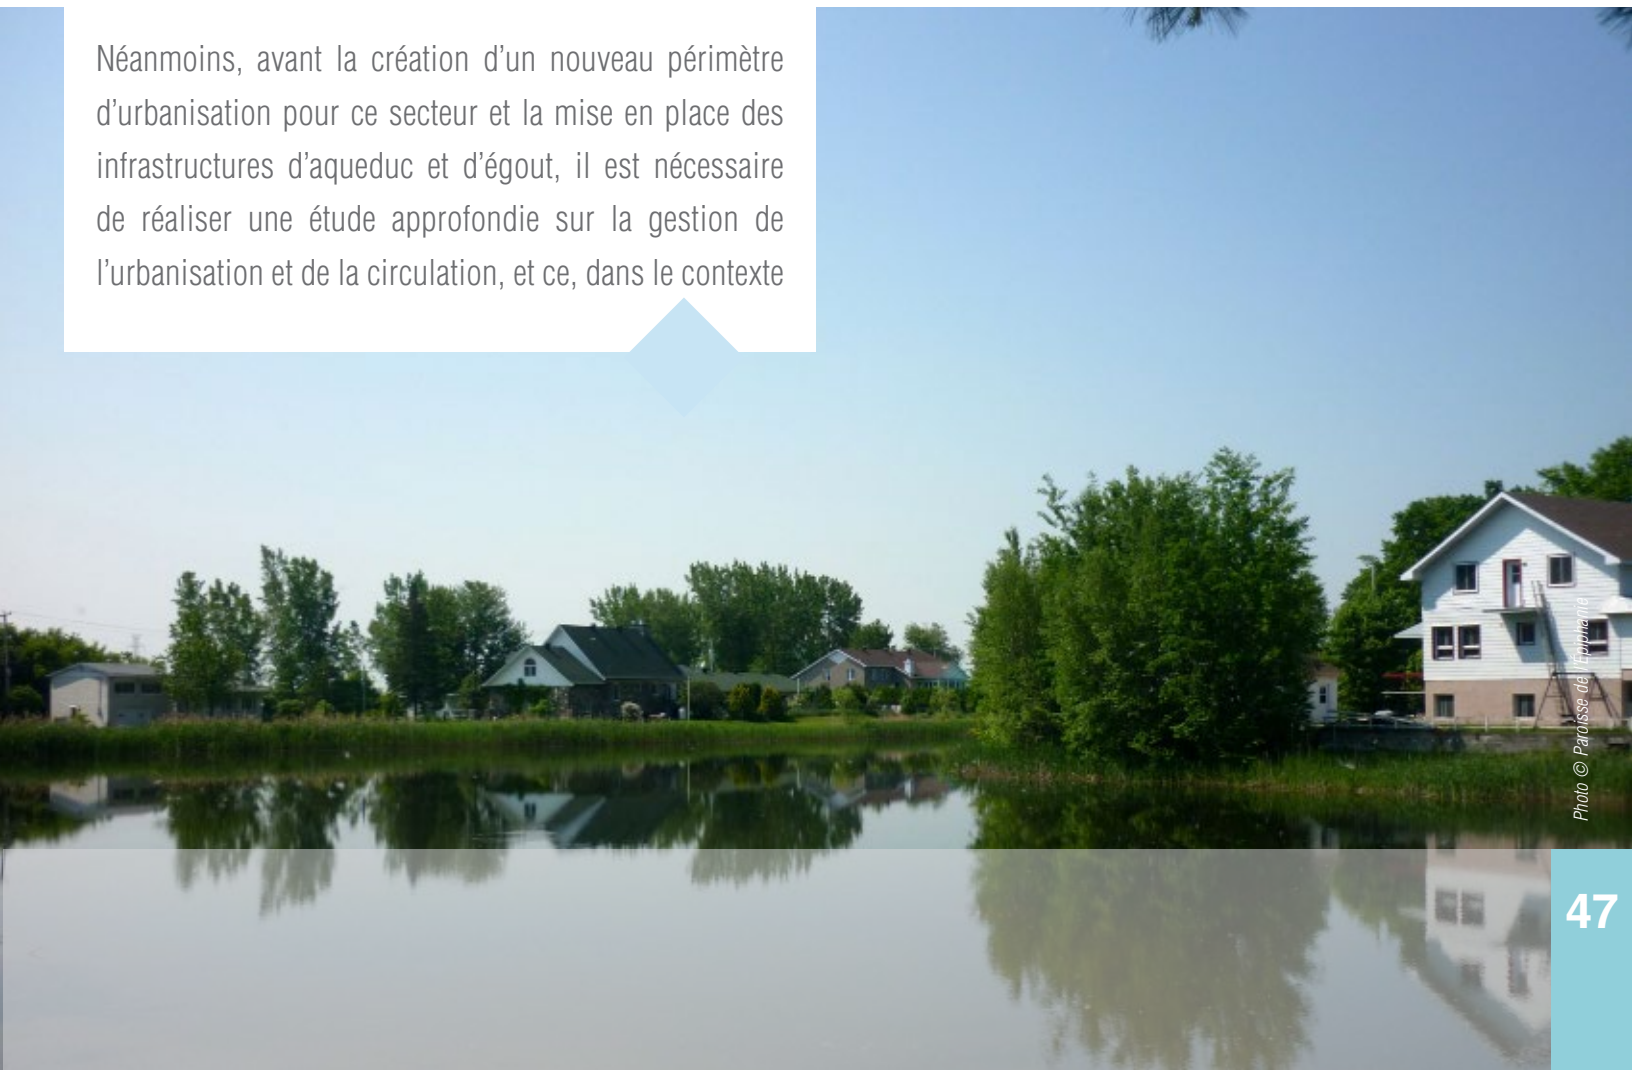 Néanmoins, avant la création d'un nouveau périmètre
d'urbanisation pour ce secteur et la mise en place des
infrastructures d'aqueduc et d'égout, il est nécessaire
de réaliser une étude approfondie sur la gestion de
l'urbanisation et de la circulation, et ce, dans le contexte
Photo © Paroisse de l'Épiphanie
47